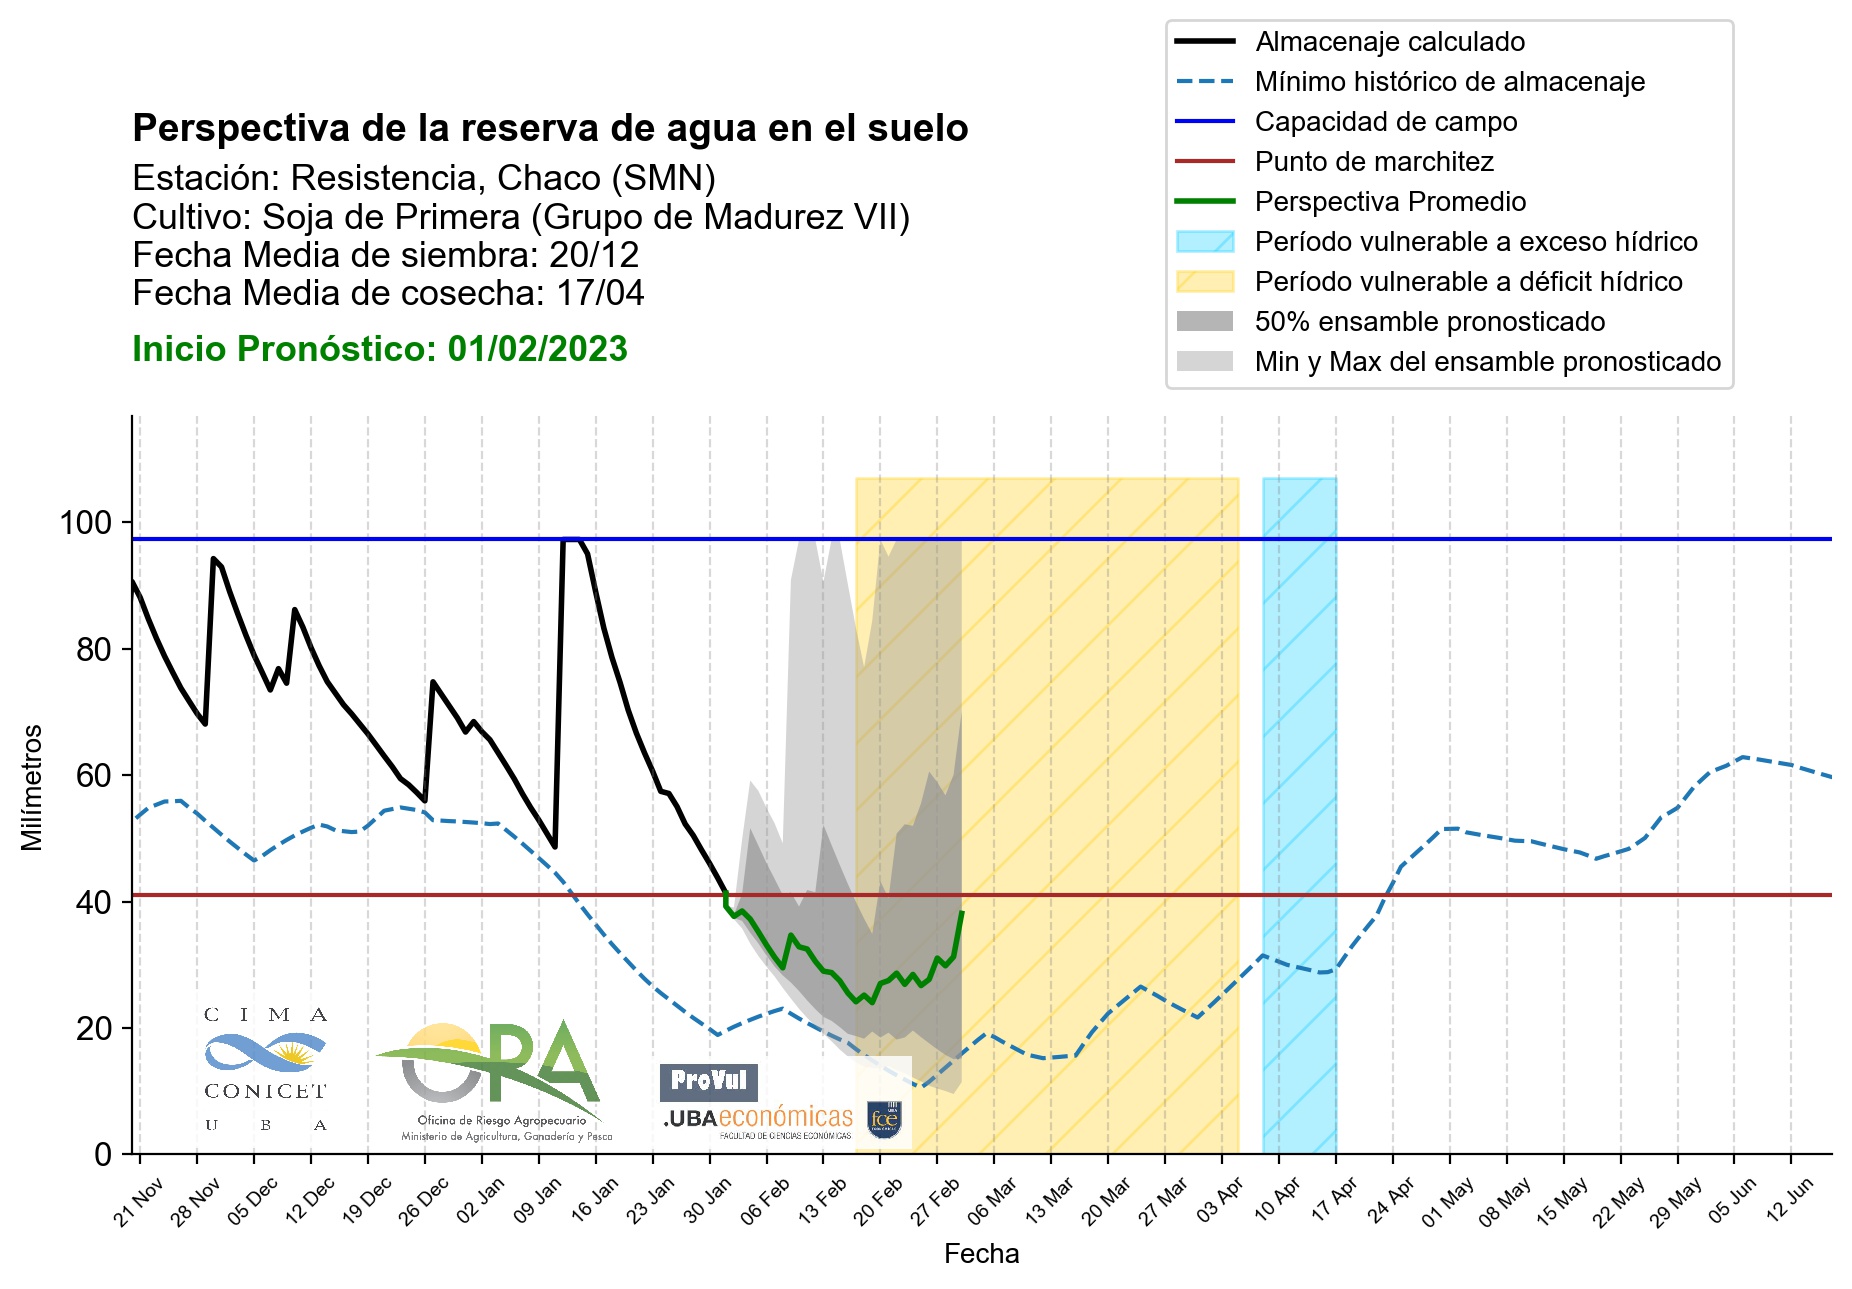 Almacenaje calculado
Mínimo histórico de almacenaje
Capacidad de campo
Punto de marchitez
Perspectiva Promedio
Período vulnerable a exceso hídrico
Período vulnerable a déficit hídrico
50% ensamble pronosticado
Min y Max del ensamble pronosticado
Perspectiva de la reserva de agua en el suelo
Estación: Resistencia, Chaco (SMN)
Cultivo: Soja de Primera (Grupo de Madurez VII)
Fecha Media de siembra: 20/12
Fecha Media de cosecha: 17/04
Inicio Pronóstico: 01/02/2023
100
80
60
40
20
0
Milímetros
CIMA
CONICET
UBA
ORA
Oficina de Riesgo Agropecuario
Ministerio de Agricultura, Ganadería y Pesca
ProVul
.UBAeconómicas
FACULTAD DE CIENCIAS ECONÓMICAS
UBA
fce
21 Nov
28 Nov
05 Dec
12 Dec
19 Dec
26 Dec
02 Jan
09 Jan
16 Jan
23 Jan
30 Jan
06 Feb
13 Feb
20 Feb
27 Feb
06 Mar
13 Mar
20 Mar
27 Mar
03 Apr
10 Apr
17 Apr
24 Apr
01 May
08 May
15 May
22 May
29 May
05 Jun
12 Jun
Fecha